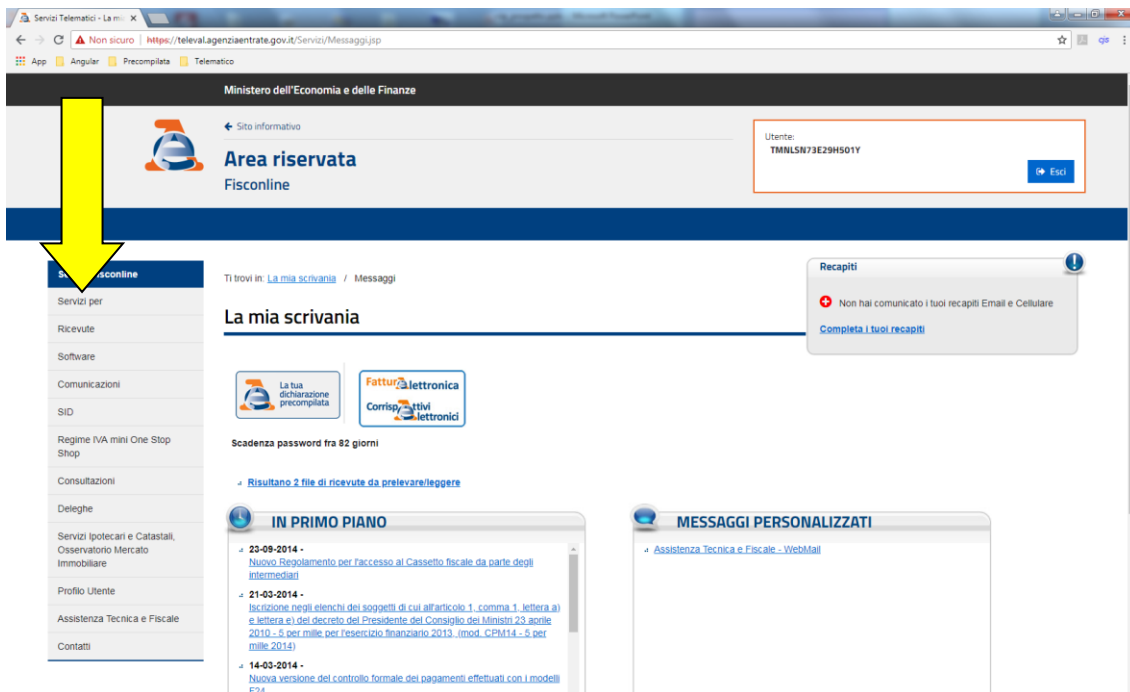 Servizi Telematici - La mi
Non sicuro | https://televal.agenziaentrate.gov.it/Servizi/Messaggi.jsp
App Angular Precompilata Telematico
Ministero dell'Economia e delle Finanze
Sito informativo
Area riservata
Fisconline
Utente:
TMNLSN73E29H501Y
Esci
Ti trovi in: La mia scrivania / Messaggi
La mia scrivania
Recapiti
Non hai comunicato i tuoi recapiti Email e Cellulare
Completa i tuoi recapiti
sconline
Servizi per
Ricevute
Software
Comunicazioni
SID
Regime IVA mini One Stop
Shop
Consultazioni
Deleghe
Servizi Ipotecari e Catastali,
Osservatorio Mercato
Immobiliare
Profilo Utente
Assistenza Tecnica e Fiscale
Contatti
La tua
dichiarazione
precompilata
Fattur@lettronica
Corrisp ttivi
lettronici
Scadenza password fra 82 giorni
Risultano 2 file di ricevute da prelevare/leggere
IN PRIMO PIANO
23-09-2014 -
Nuovo Regolamento per l'accesso al Cassetto fiscale da parte degli
intermediari
21-03-2014 -
Iscrizione negli elenchi dei soggetti di cui all'articolo 1, comma 1, lettera a)
e lettera e) del decreto del Presidente del Consiglio dei Ministri 23 aprile
2010 - 5 per mille per l'esercizio finanziario 2013, (mod. CPM14 - 5 per
mille 2014)
14-03-2014 -
Nuova versione del controllo formale dei pagamenti effettuati con i modelli
F24
MESSAGGI PERSONALIZZATI
Assistenza Tecnica e Fiscale - WebMail